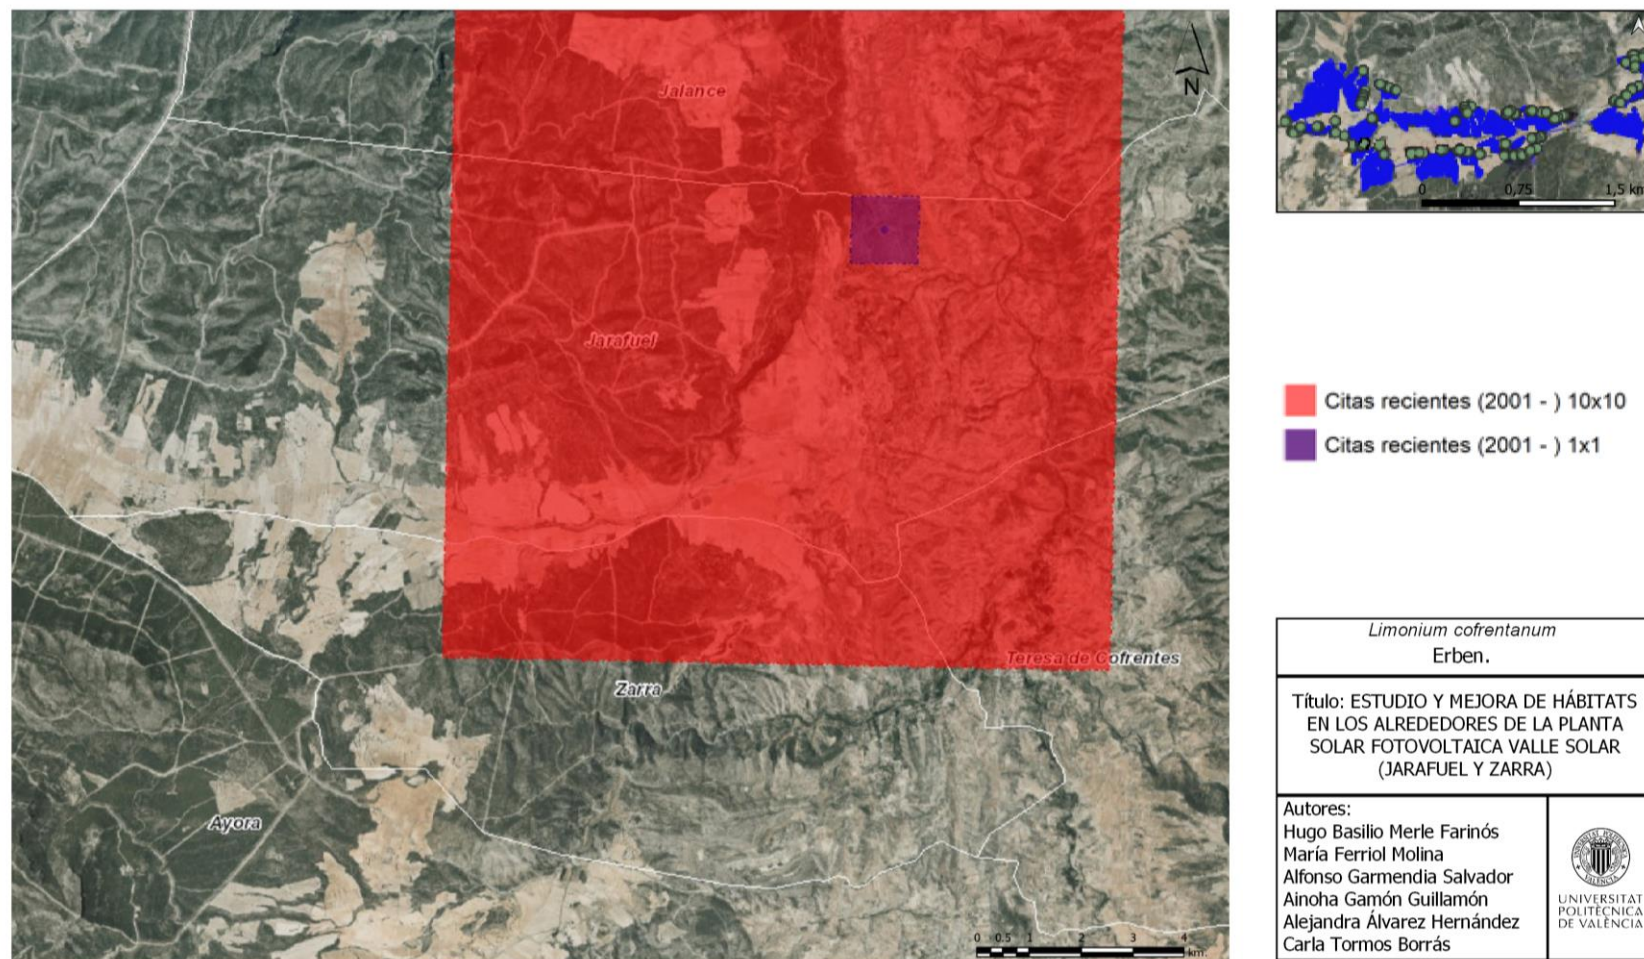 Jalance
N
Jarafuel
Teresa de Cofrentes
Zarra
Ayora
0 0.5 1 2 3 4
km.
0 0,75 1,5 km
Citas recientes (2001 - ) 10x10
Citas recientes (2001 - ) 1x1
Limonium cofrentanum
Erben.
Título: ESTUDIO Y MEJORA DE HÁBITATS
EN LOS ALREDEDORES DE LA PLANTA
SOLAR FOTOVOLTAICA VALLE SOLAR
(JARAFUEL Y ZARRA)
Autores:
Hugo Basilio Merle Farinós
María Ferriol Molina
Alfonso Garmendia Salvador
Ainoha Gamón Guillamón
Alejandra Álvarez Hernández
Carla Tormos Borrás
UNIVERSITAT
POLITÈCNICA
DE VALÈNCIA